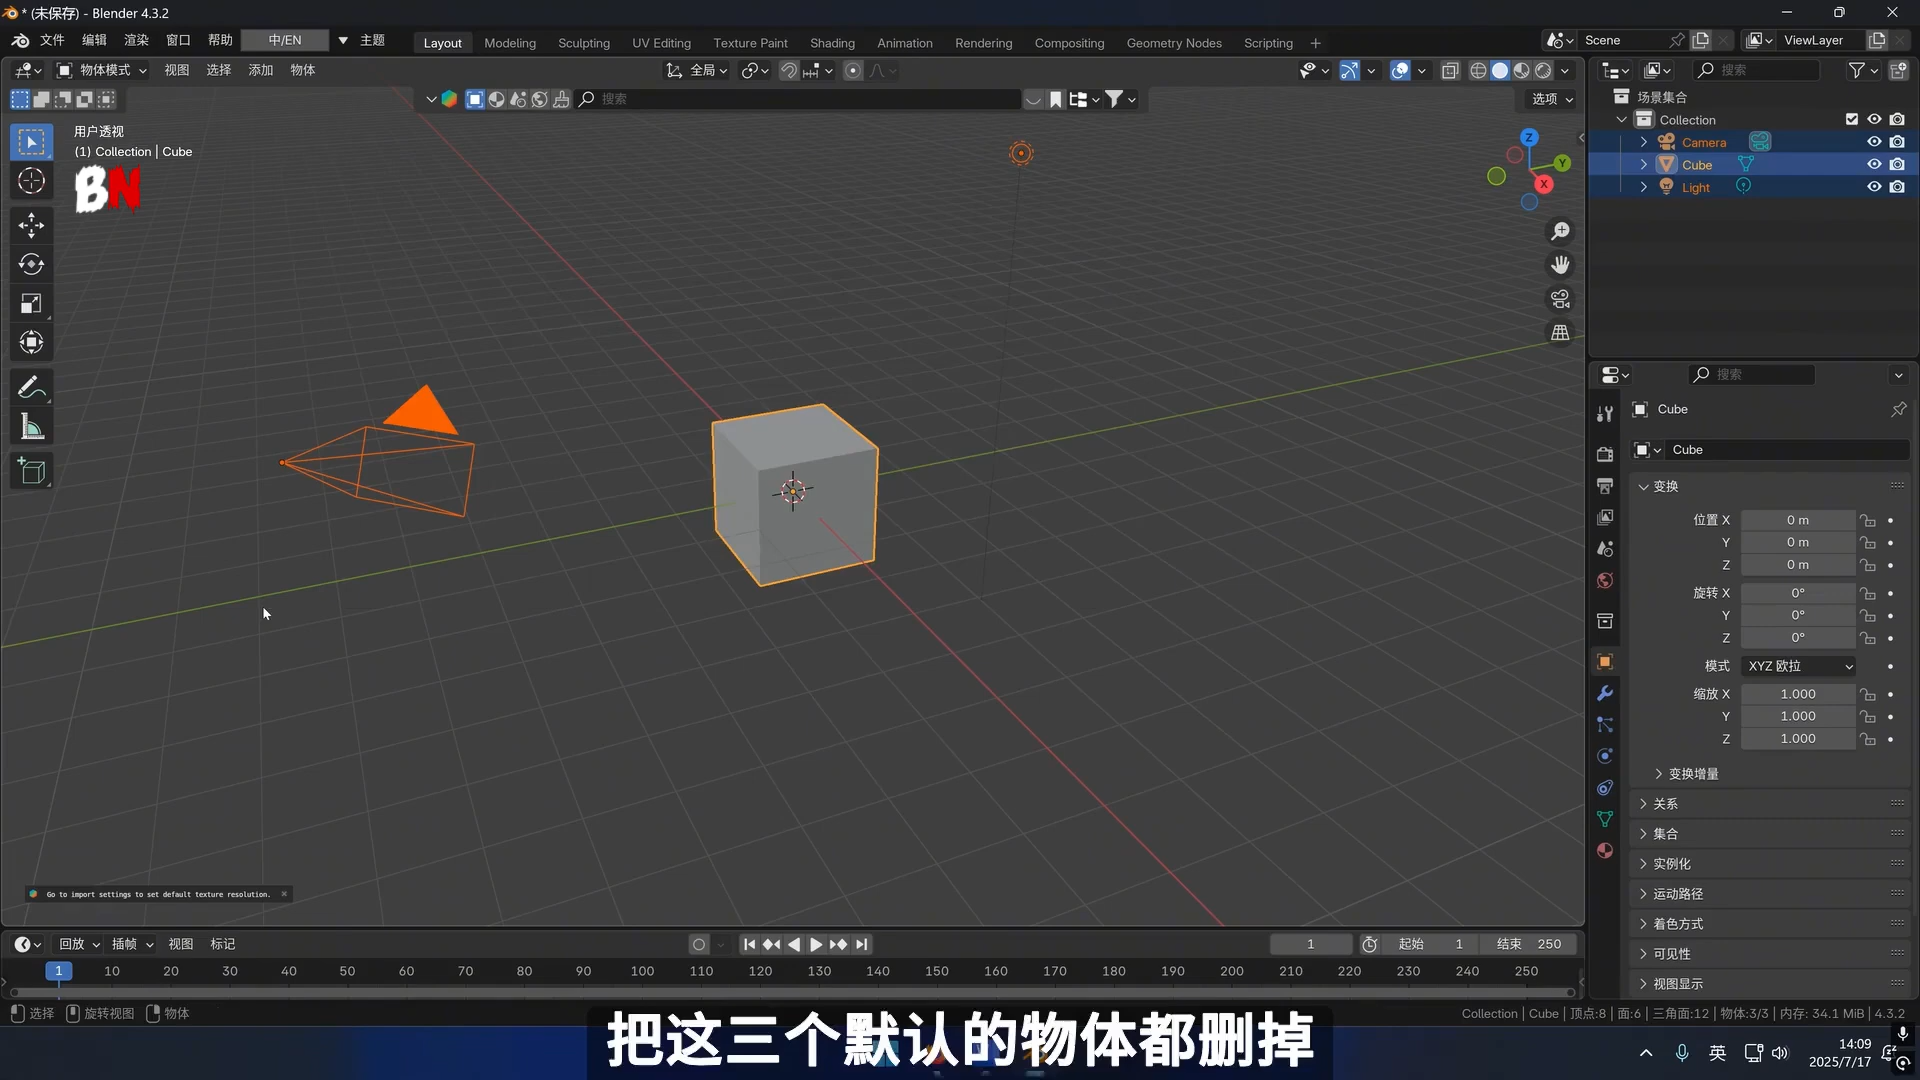 * (未保存) - Blender 4.3.2
文件 编辑 渲染 窗口 帮助 中/EN 主题 Layout Modeling Sculpting UV Editing Texture Paint Shading Animation Rendering Compositing Geometry Nodes Scripting + Scene ViewLayer
物体模式 视图 选择 添加 物体 全局 搜索
搜索 选项
场景集合
Collection
Camera
Cube
Light
用户透视
(1) Collection | Cube
BN
Z
Y
X
搜索
Cube
Cube
变换
位置 X 0 m
Y 0 m
Z 0 m
旋转 X 0°
Y 0°
Z 0°
模式 XYZ 欧拉
缩放 X 1.000
Y 1.000
Z 1.000
变换增量
关系
集合
实例化
运动路径
着色方式
可见性
视图显示
Go to import settings to set default texture resolution.
回放 插帧 视图 标记 1 起始 1 结束 250
1 10 20 30 40 50 60 70 80 90 100 110 120 130 140 150 160 170 180 190 200 210 220 230 240 250
选择 旋转视图 物体 Collection | Cube | 顶点:8 | 面:6 | 三角面:12 | 物体:3/3 | 内存: 34.1 MiB | 4.3.2
把这三个默认的物体都删掉
英 14:09
2025/7/17